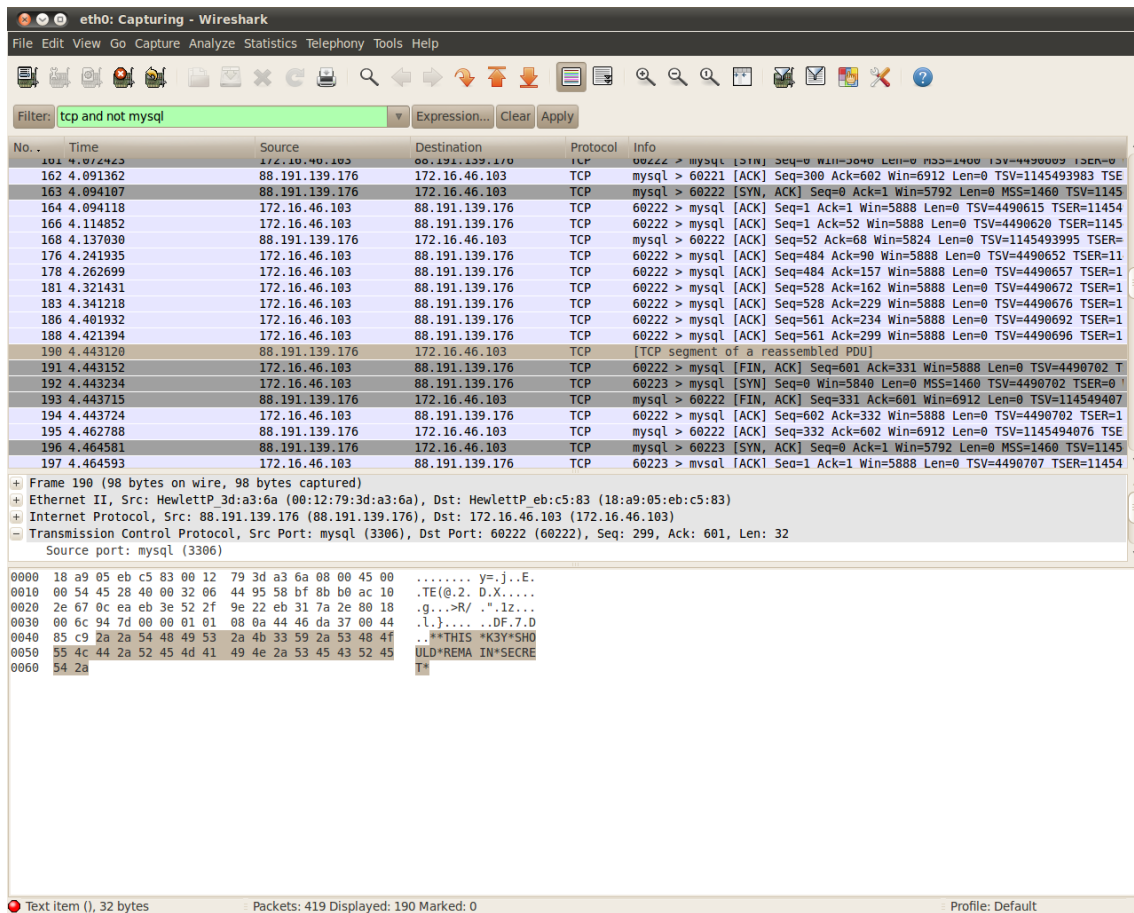 eth0: Capturing - Wireshark
File Edit View Go Capture Analyze Statistics Telephony Tools Help
Filter: tcp and not mysql Expression... Clear Apply
No. . Time Source Destination Protocol Info
161 4.072423 172.16.46.103 88.191.139.176 TCP 60222 > mysql [SYN] Seq=0 Win=5840 Len=0 MSS=1460 TSV=4490609 TSER=0
162 4.091362 88.191.139.176 172.16.46.103 TCP mysql > 60221 [ACK] Seq=300 Ack=602 Win=6912 Len=0 TSV=1145493983 TSE
163 4.094107 88.191.139.176 172.16.46.103 TCP mysql > 60222 [SYN, ACK] Seq=0 Ack=1 Win=5792 Len=0 MSS=1460 TSV=1145
164 4.094118 172.16.46.103 88.191.139.176 TCP 60222 > mysql [ACK] Seq=1 Ack=1 Win=5888 Len=0 TSV=4490615 TSER=11454
166 4.114852 172.16.46.103 88.191.139.176 TCP 60222 > mysql [ACK] Seq=1 Ack=52 Win=5888 Len=0 TSV=4490620 TSER=1145
168 4.137030 88.191.139.176 172.16.46.103 TCP mysql > 60222 [ACK] Seq=52 Ack=68 Win=5824 Len=0 TSV=1145493995 TSER=
176 4.241935 172.16.46.103 88.191.139.176 TCP 60222 > mysql [ACK] Seq=484 Ack=90 Win=5888 Len=0 TSV=4490652 TSER=11
178 4.262699 172.16.46.103 88.191.139.176 TCP 60222 > mysql [ACK] Seq=484 Ack=157 Win=5888 Len=0 TSV=4490657 TSER=1
181 4.321431 172.16.46.103 88.191.139.176 TCP 60222 > mysql [ACK] Seq=528 Ack=162 Win=5888 Len=0 TSV=4490672 TSER=1
183 4.341218 172.16.46.103 88.191.139.176 TCP 60222 > mysql [ACK] Seq=528 Ack=229 Win=5888 Len=0 TSV=4490676 TSER=1
186 4.401932 172.16.46.103 88.191.139.176 TCP 60222 > mysql [ACK] Seq=561 Ack=234 Win=5888 Len=0 TSV=4490692 TSER=1
188 4.421394 172.16.46.103 88.191.139.176 TCP 60222 > mysql [ACK] Seq=561 Ack=299 Win=5888 Len=0 TSV=4490696 TSER=1
190 4.443120 88.191.139.176 172.16.46.103 TCP [TCP segment of a reassembled PDU]
191 4.443152 172.16.46.103 88.191.139.176 TCP 60222 > mysql [FIN, ACK] Seq=601 Ack=331 Win=5888 Len=0 TSV=4490702 T
192 4.443234 172.16.46.103 88.191.139.176 TCP 60223 > mysql [SYN] Seq=0 Win=5840 Len=0 MSS=1460 TSV=4490702 TSER=0
193 4.443715 88.191.139.176 172.16.46.103 TCP mysql > 60222 [FIN, ACK] Seq=331 Ack=601 Win=6912 Len=0 TSV=114549407
194 4.443724 172.16.46.103 88.191.139.176 TCP 60222 > mysql [ACK] Seq=602 Ack=332 Win=5888 Len=0 TSV=4490702 TSER=1
195 4.462788 88.191.139.176 172.16.46.103 TCP mysql > 60222 [ACK] Seq=332 Ack=602 Win=6912 Len=0 TSV=1145494076 TSE
196 4.464581 88.191.139.176 172.16.46.103 TCP mysql > 60223 [SYN, ACK] Seq=0 Ack=1 Win=5792 Len=0 MSS=1460 TSV=1145
197 4.464593 172.16.46.103 88.191.139.176 TCP 60223 > mysql [ACK] Seq=1 Ack=1 Win=5888 Len=0 TSV=4490707 TSER=11454
Frame 190 (98 bytes on wire, 98 bytes captured)
Ethernet II, Src: HewlettP_3d:a3:6a (00:12:79:3d:a3:6a), Dst: HewlettP_eb:c5:83 (18:a9:05:eb:c5:83)
Internet Protocol, Src: 88.191.139.176 (88.191.139.176), Dst: 172.16.46.103 (172.16.46.103)
Transmission Control Protocol, Src Port: mysql (3306), Dst Port: 60222 (60222), Seq: 299, Ack: 601, Len: 32
Source port: mysql (3306)
0000 18 a9 05 eb c5 83 00 12 79 3d a3 6a 08 00 45 00 ........ y=.j..E.
0010 00 54 45 28 40 00 32 06 44 95 58 bf 8b b0 ac 10 .TE(@.2. D.X.....
0020 2e 67 0c ea eb 3e 52 2f 9e 22 eb 31 7a 2e 80 18 .g...>R/ .".1z...
0030 00 6c 94 7d 00 00 01 01 08 0a 44 46 da 37 00 44 .l.}.... ..DF.7.D
0040 85 c9 2a 2a 54 48 49 53 2a 4b 33 59 2a 53 48 4f ..**THIS *K3Y*SHO
0050 55 4c 44 2a 52 45 4d 41 49 4e 2a 53 45 43 52 45 ULD*REMA IN*SECRE
0060 54 2a T*
Text item (), 32 bytes Packets: 419 Displayed: 190 Marked: 0 Profile: Default